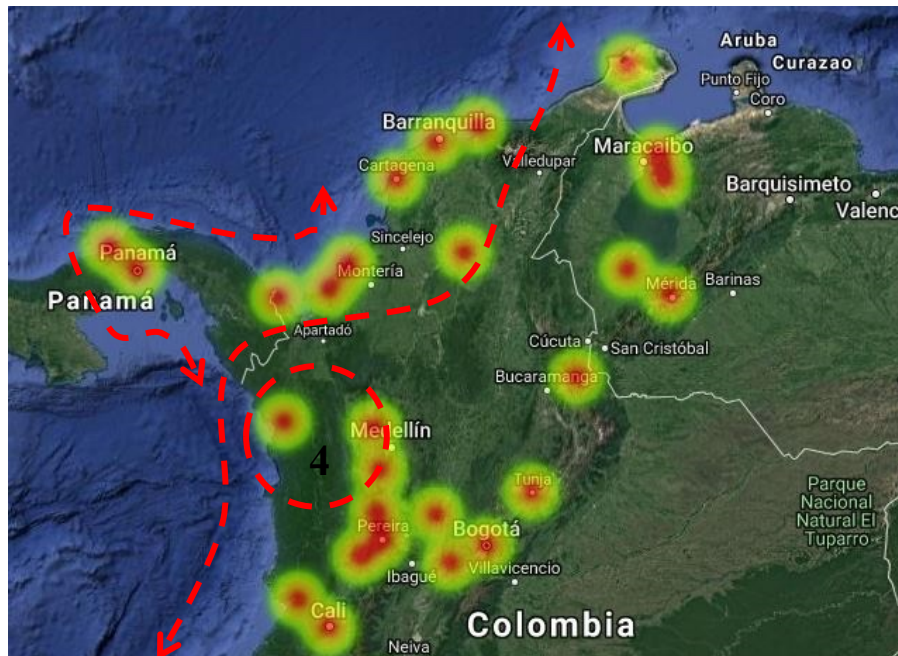 Aruba
Curazao
Punto Fijo
Coro
Barranquilla
Maracaibo
Valledupar
Cartagena
Barquisimeto
Valenc
Sincelejo
Panamá
Montería
Mérida
Barinas
Panamá
Apartadó
Cúcuta
San Cristóbal
Bucaramanga
Medellín
4
Tunja
Parque
Nacional
Natural El
Tuparro
Pereira
Bogotá
Ibagué
Villavicencio
Cali
Colombia
Neiva